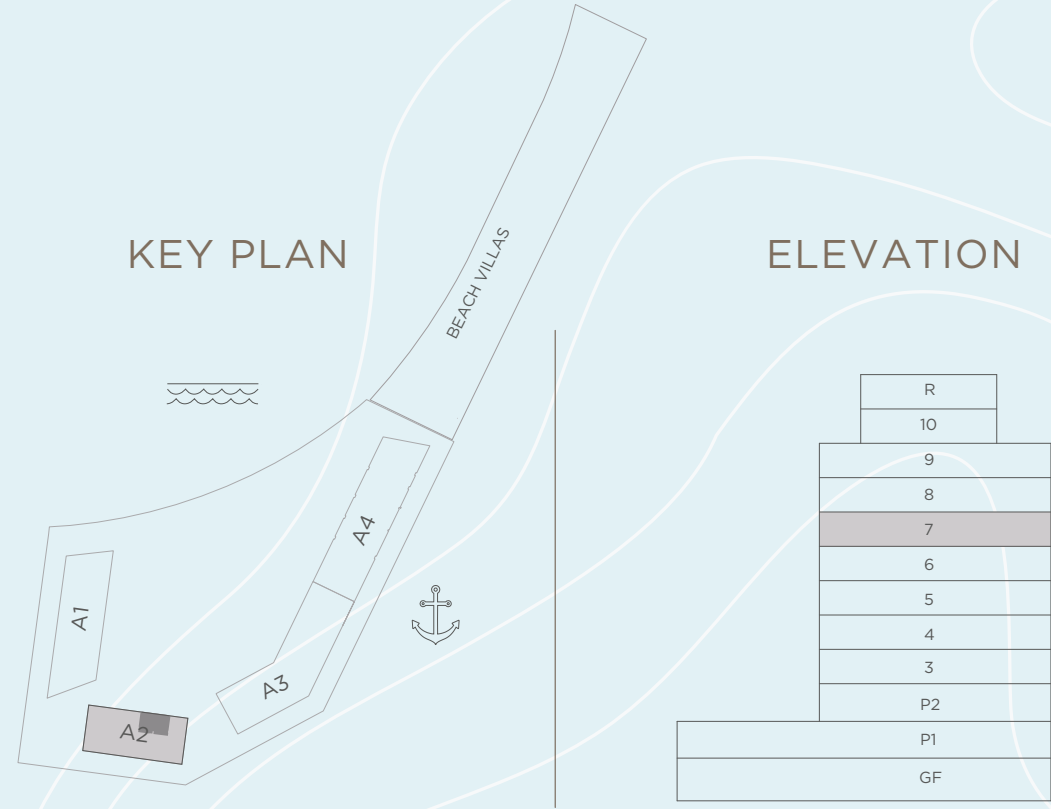 KEY PLAN
BEACH VILLAS
A4
A1
A3
A2
ELEVATION
R
10
9
8
7
6
5
4
3
P2
P1
GF